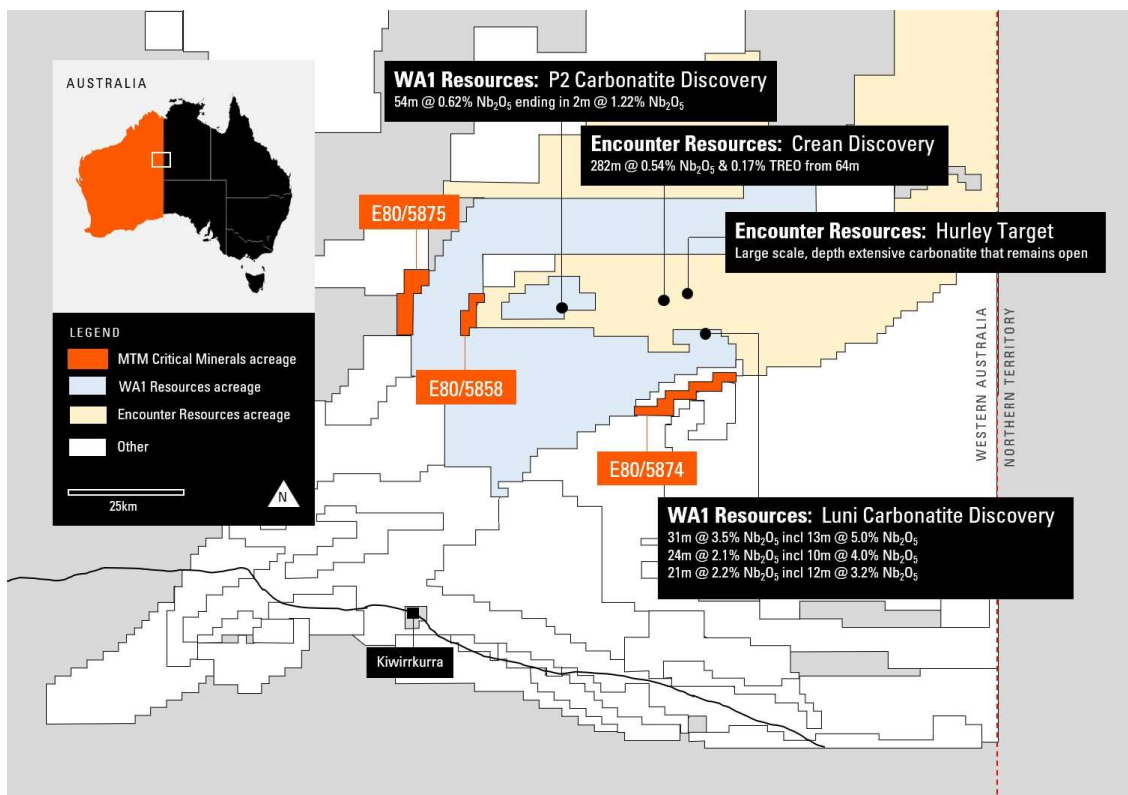 AUSTRALIA
LEGEND
MTM Critical Minerals acreage
WA1 Resources acreage
Encounter Resources acreage
Other
25km
N
WA1 Resources: P2 Carbonatite Discovery
54m @ 0.62% Nb₂O₅ ending in 2m @ 1.22% Nb₂O₅
Encounter Resources: Crean Discovery
282m @ 0.54% Nb₂O₅ & 0.17% TREO from 64m
E80/5875
Encounter Resources: Hurley Target
Large scale, depth extensive carbonatite that remains open
E80/5858
E80/5874
WESTERN AUSTRALIA
NORTHERN TERRITORY
WA1 Resources: Luni Carbonatite Discovery
31m @ 3.5% Nb₂O₅ incl 13m @ 5.0% Nb₂O₅
24m @ 2.1% Nb₂O₅ incl 10m @ 4.0% Nb₂O₅
21m @ 2.2% Nb₂O₅ incl 12m @ 3.2% Nb₂O₅
Kiwirrkurra